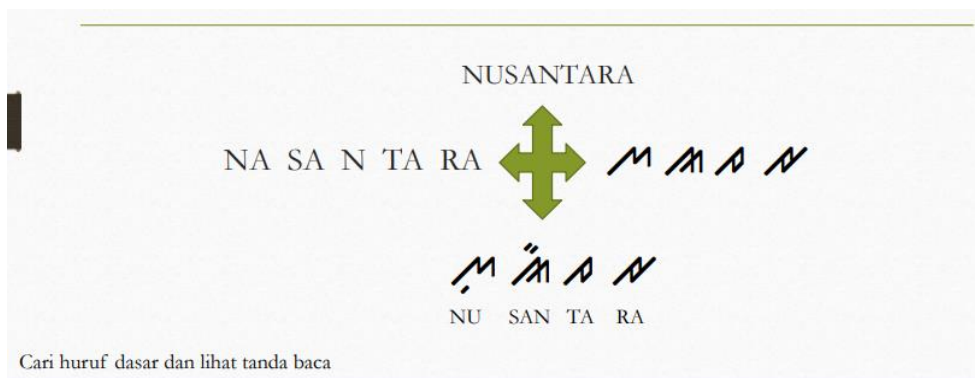 NUSANTARA
NA SA N TA RA ꤵ ꤼ ꤳ ꤽ
ꤵꥈ ꤼꥐ ꤳ ꤽ
NU SAN TA RA
Cari huruf dasar dan lihat tanda baca